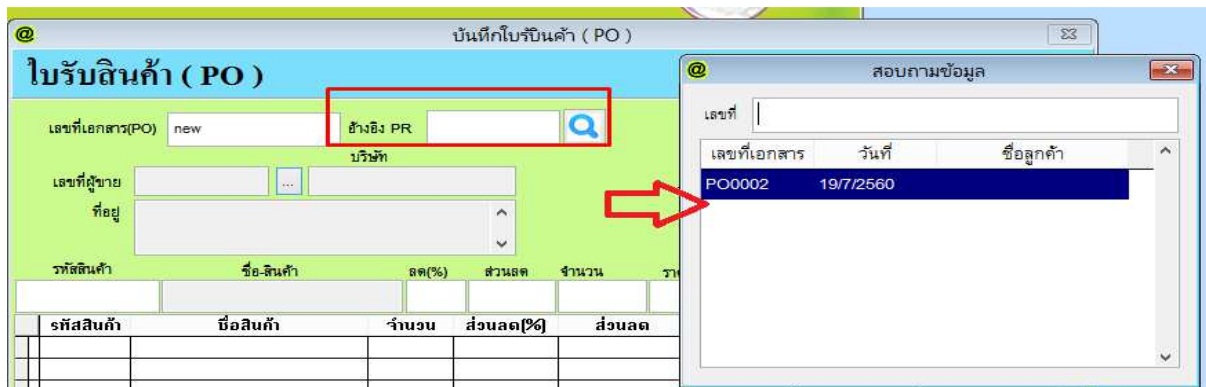 @ บันทึกใบรับินค้า ( PO )
ใบรับสินค้า ( PO )
เลขที่เอกสาร(PO) new อ้างอิง PR
บริษัท
เลขที่ผู้ขาย ...
ที่อยู่
รหัสสินค้า ชื่อ-สินค้า ลด(%) ส่วนลด จำนวน
รหัสสินค้า ชื่อสินค้า จำนวน ส่วนลด(%) ส่วนลด
@ สอบถามข้อมูล
เลขที่
เลขที่เอกสาร วันที่ ชื่อลูกค้า
PO0002 19/7/2560